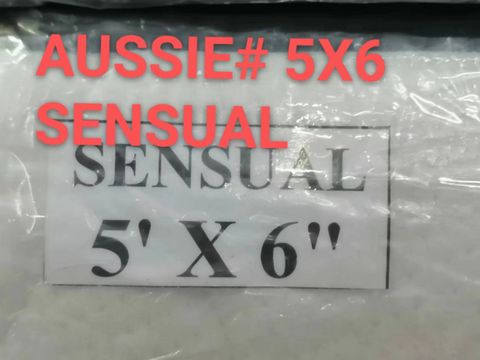 AUSSIE# 5X6
SENSUAL
SENSUAL
5' X 6"